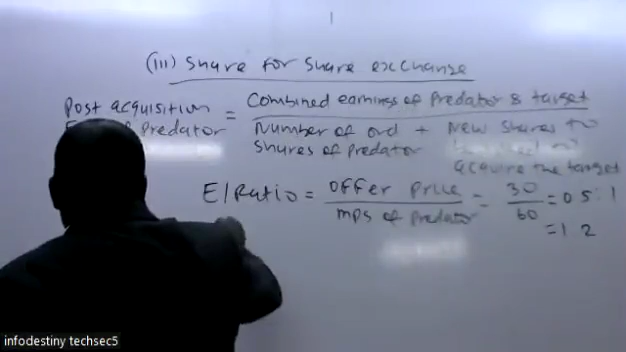 (iii) Share for Share exchange
Post acquisition = Combined earnings of Predator & target
Predator Number of ord + New Shares to
Shares of Predator
acquire the target
E/Ratio = Offer Price = 30 = 0.5:1
mps of Predator 60
= 1 2
infodestiny techsec5